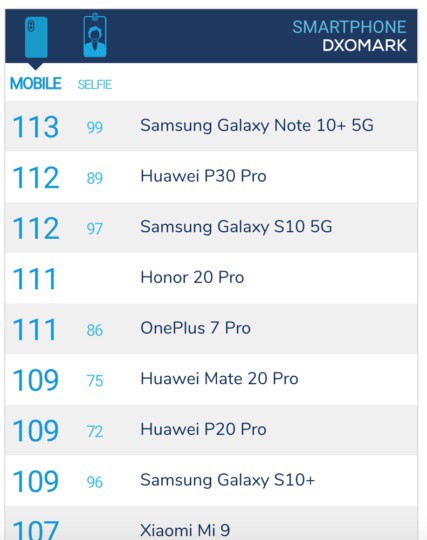 SMARTPHONE
DXOMARK
MOBILE SELFIE
113 99 Samsung Galaxy Note 10+ 5G
112 89 Huawei P30 Pro
112 97 Samsung Galaxy S10 5G
111 Honor 20 Pro
111 86 OnePlus 7 Pro
109 75 Huawei Mate 20 Pro
109 72 Huawei P20 Pro
109 96 Samsung Galaxy S10+
107 Xiaomi Mi 9